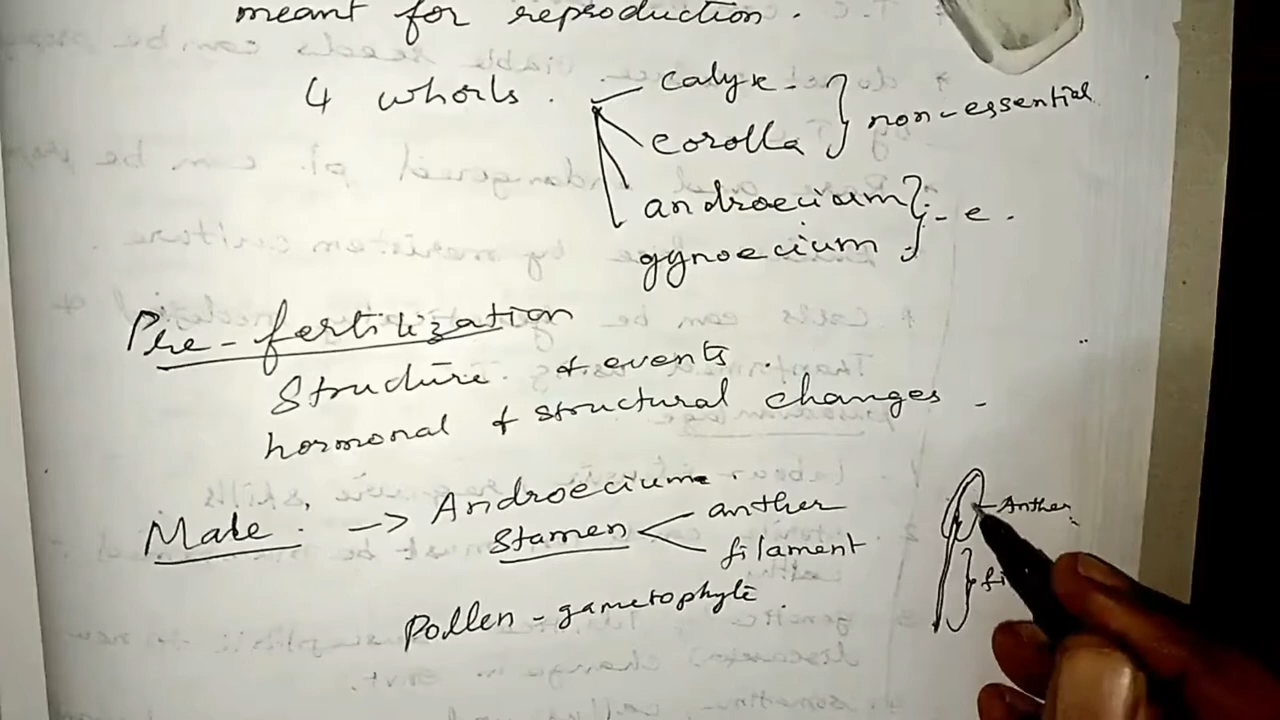 meant for reproduction.
4 whorls. calyx
corolla
non-essential
androecium
gynoecium
- e.
Pre-fertilization
Structure & events.
hormonal & structural changes -
Male: -> Androecium.
Stamen
anther
filament
Pollen - gametophyte.
Anther
fi